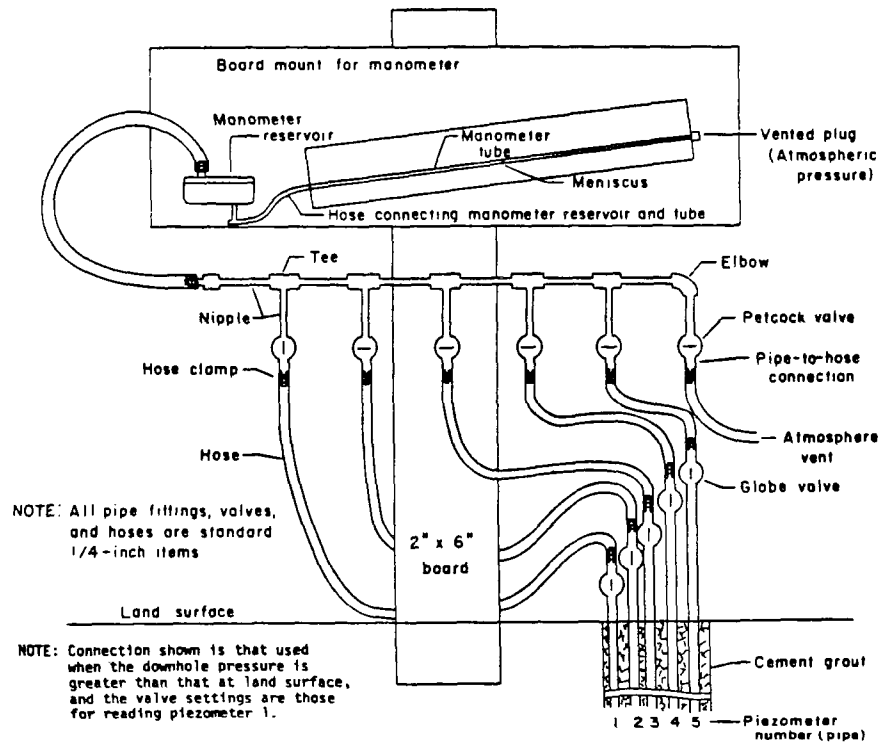 Board mount for manometer
Manometer
reservoir
Manometer
tube
Meniscus
Vented plug
(Atmospheric
pressure)
Hose connecting manometer reservoir and tube
Tee
Elbow
Nipple
Petcock valve
Hose clamp
Pipe-to-hose
connection
Hose
Atmosphere
vent
Globe valve
NOTE: All pipe fittings, valves,
and hoses are standard
1/4-inch items
2" x 6"
board
Land surface
NOTE: Connection shown is that used
when the downhole pressure is
greater than that at land surface,
and the valve settings are those
for reading piezometer 1.
Cement grout
1 2 3 4 5
Piezometer
number (pipe)